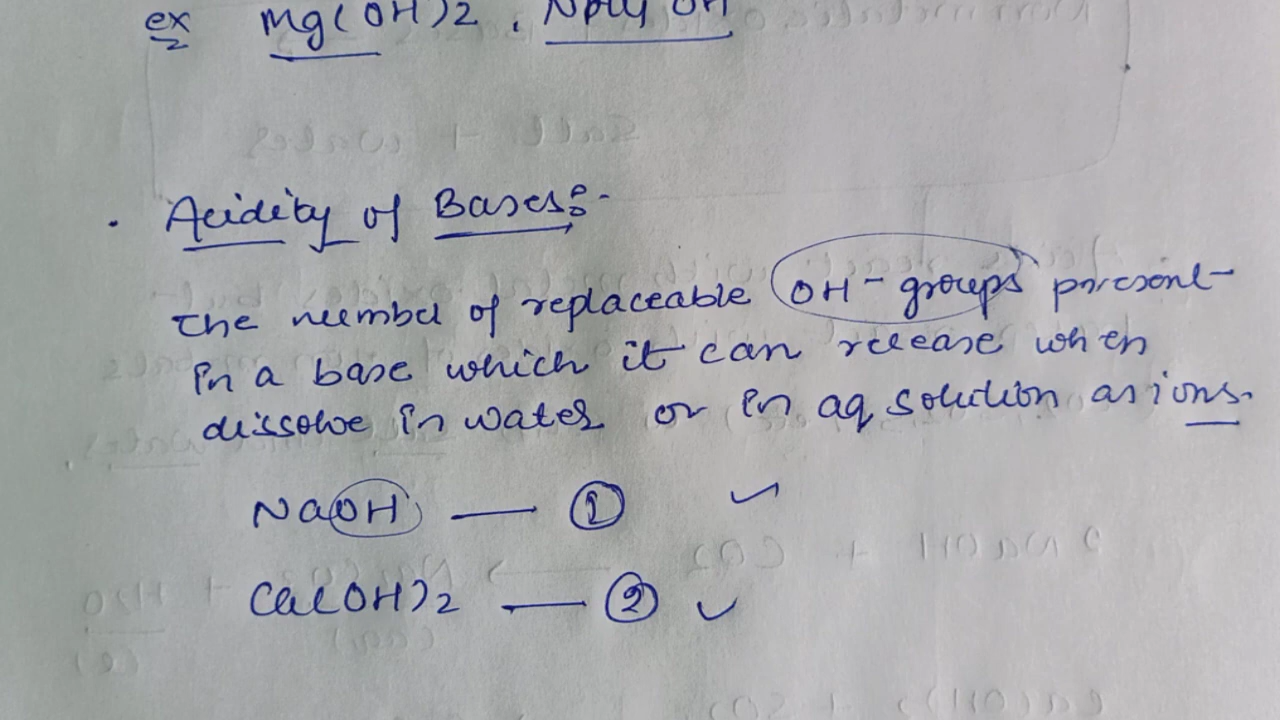 ex Mg(OH)2, OH
. Acidity of Bases:-
The number of replaceable OH- groups present
in a base which it can release when
dissolve in water or in aq solution as ions.
NaOH — 1 ✓
Ca(OH)2 — 2 ✓